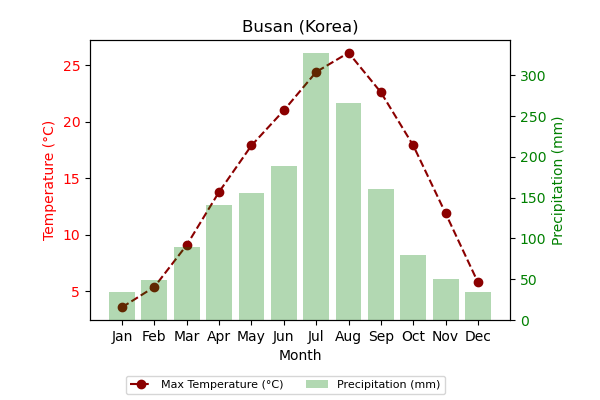 Busan (Korea)
25
20
15
10
5
Temperature (°C)
300
250
200
150
100
50
0
Precipitation (mm)
Jan Feb Mar Apr May Jun Jul Aug Sep Oct Nov Dec
Month
Max Temperature (°C) Precipitation (mm)